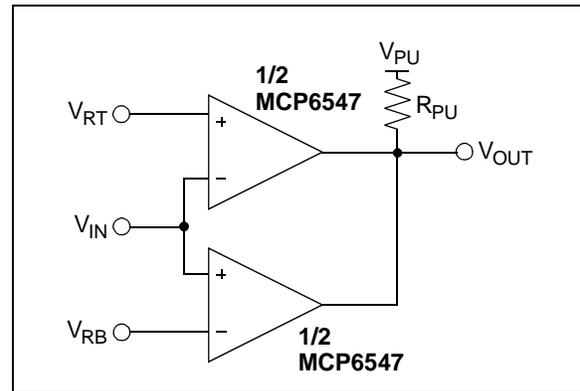 1/2
MCP6547
V_PU
R_PU
V_RT
+
−
V_OUT
V_IN
+
−
V_RB
1/2
MCP6547